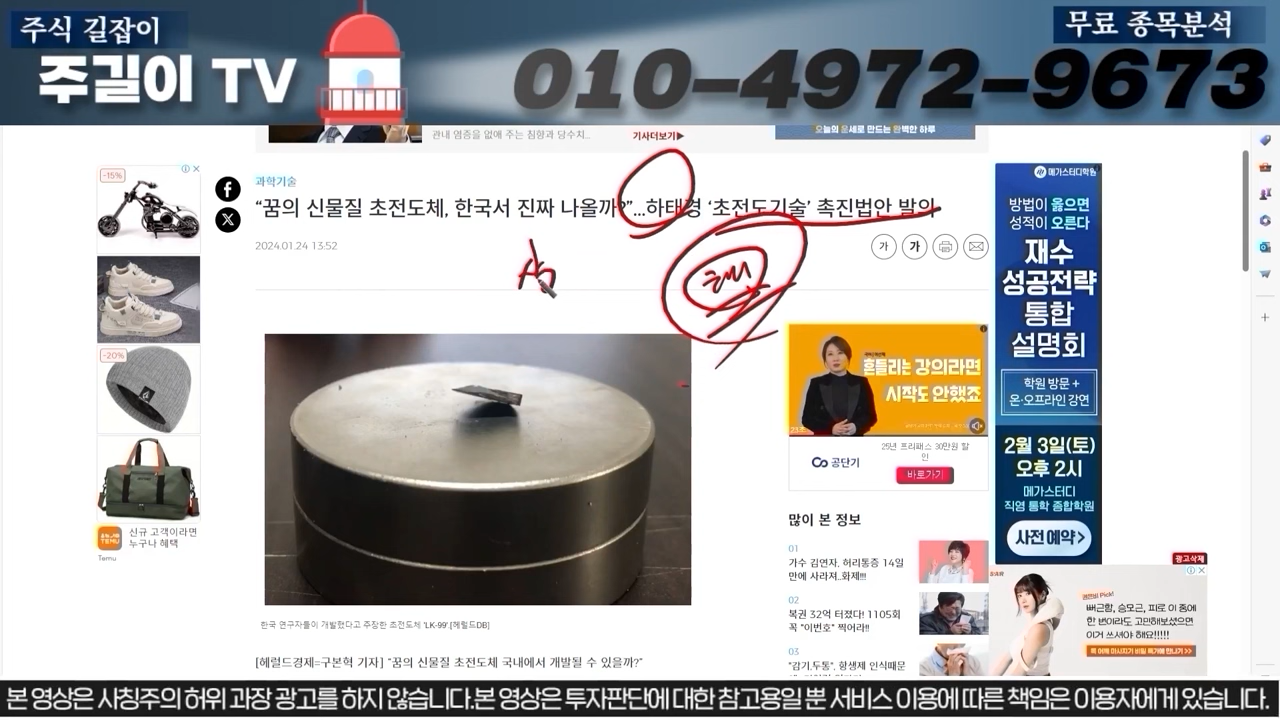 주식 길잡이
주길이 TV
무료 종목분석
010-4972-9673
관내 염증을 없애 주는 침향과 담수치...
기사더보기▶
오늘의 운세로 만드는 완벽한 하루
과학기술
“꿈의 신물질 초전도체, 한국서 진짜 나올까?”...하태경 ‘초전도기술’ 촉진법안 발의
2024.01.24 13:52
가
가
-15%
-20%
신규 고객이라면
누구나 혜택
TEMU
Temu
한국 연구자들이 개발했다고 주장한 초전도체 'LK-99'.[헤럴드DB]
[헤럴드경제=구본혁 기자] “꿈의 신물질 초전도체 국내에서 개발될 수 있을까?”
흔들리는 강의라면
시작도 안했죠
23초
공단기
25년 프리패스 30만원 할
인
바로가기
많이 본 정보
01
가수 김연자, 허리통증 14일
만에 사라져..화제!!!
02
복권 32억 터졌다! 1105회
꼭 "이번호" 찍어라!!
03
"감기,두통", 항생제 인식때문
메가스터디학원
방법이 옳으면
성적이 오른다
재수
성공전략
통합
설명회
학원 방문 +
온·오프라인 강연
2월 3일(토)
오후 2시
메가스터디
직영 통학 종합학원
사전 예약>
광고삭제
Pick!
뻐근함, 승모근, 피로 이 중에
한 번이라도 고민해보셨으면
이거 쓰셔야 해요!!!!!
본 영상은 사칭주의 허위 과장 광고를 하지 않습니다.본 영상은 투자판단에 대한 참고용일 뿐 서비스 이용에 따른 책임은 이용자에게 있습니다.